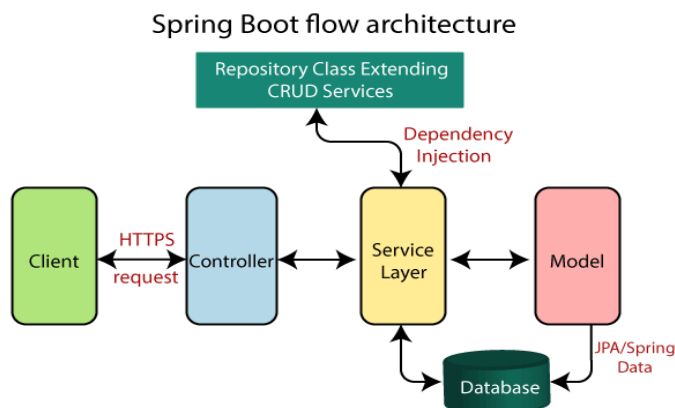 Spring Boot flow architecture
Repository Class Extending
CRUD Services
Dependency
Injection
Client
HTTPS
request
Controller
Service
Layer
Model
JPA/Spring
Data
Database